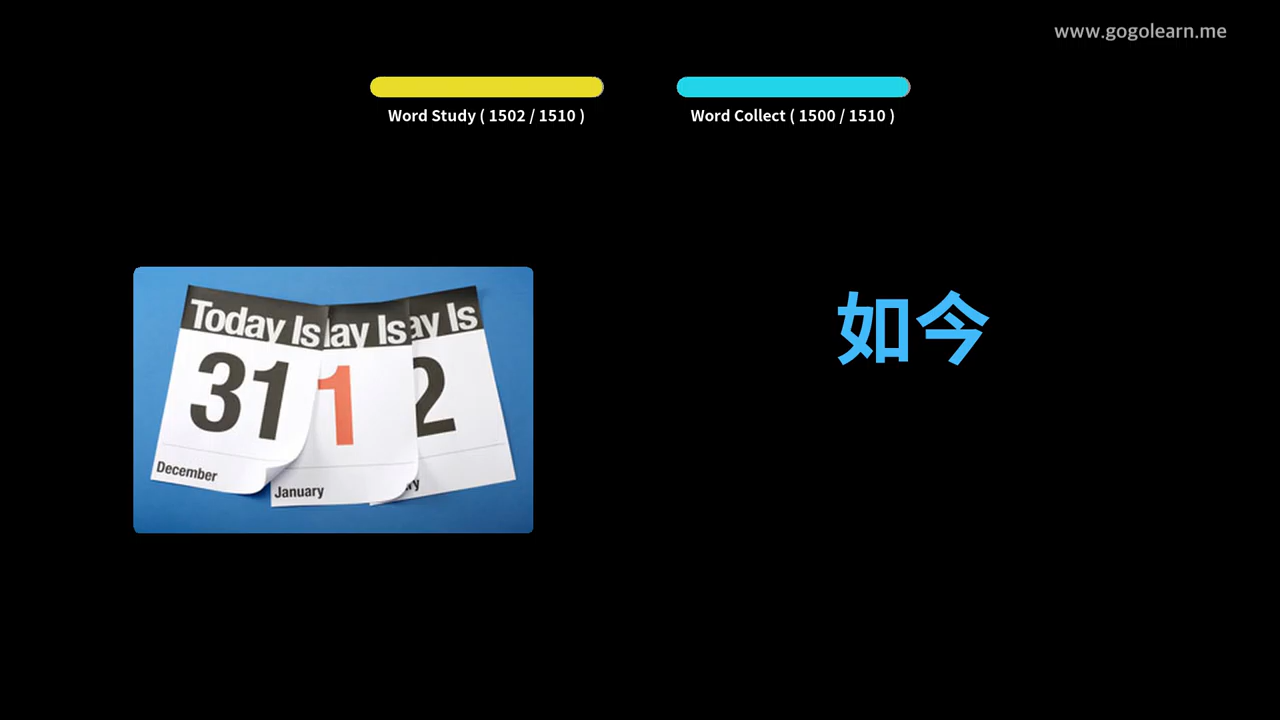 www.gogolearn.me
Word Study ( 1502 / 1510 )
Word Collect ( 1500 / 1510 )
Today Is
ay Is
ay Is
31
1
2
December
January
ry
如今